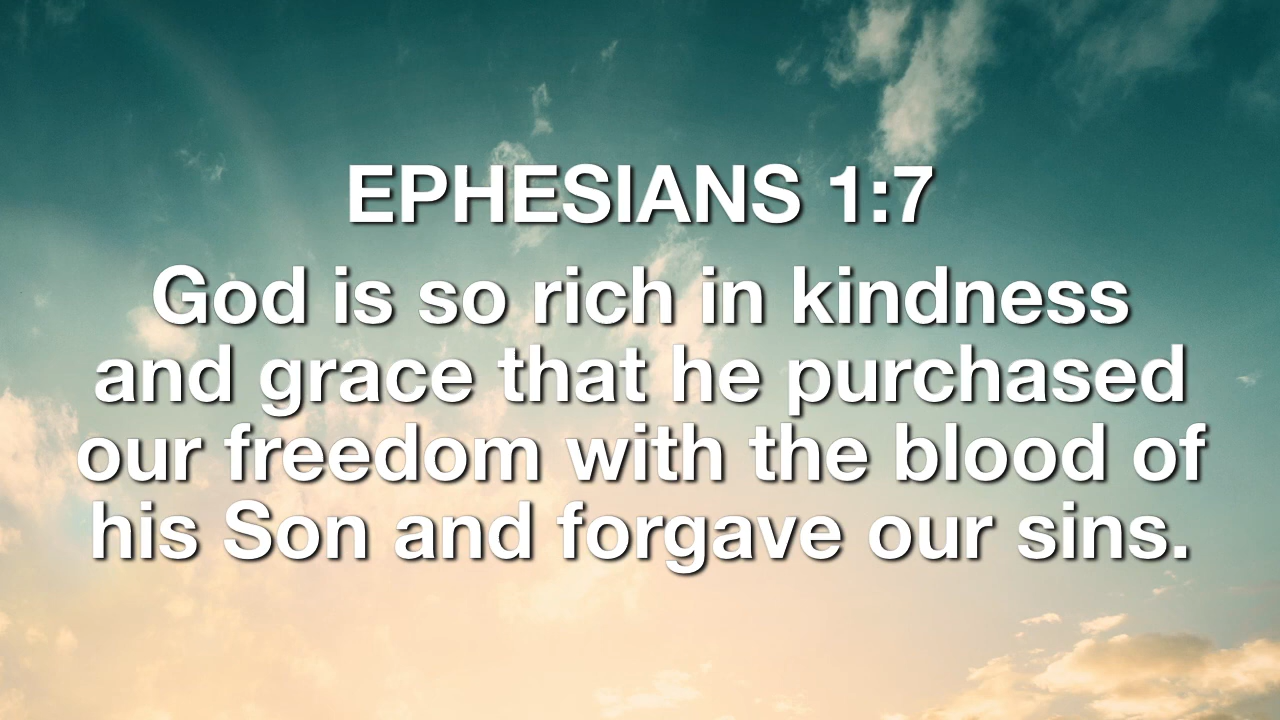 EPHESIANS 1:7
God is so rich in kindness
and grace that he purchased
our freedom with the blood of
his Son and forgave our sins.